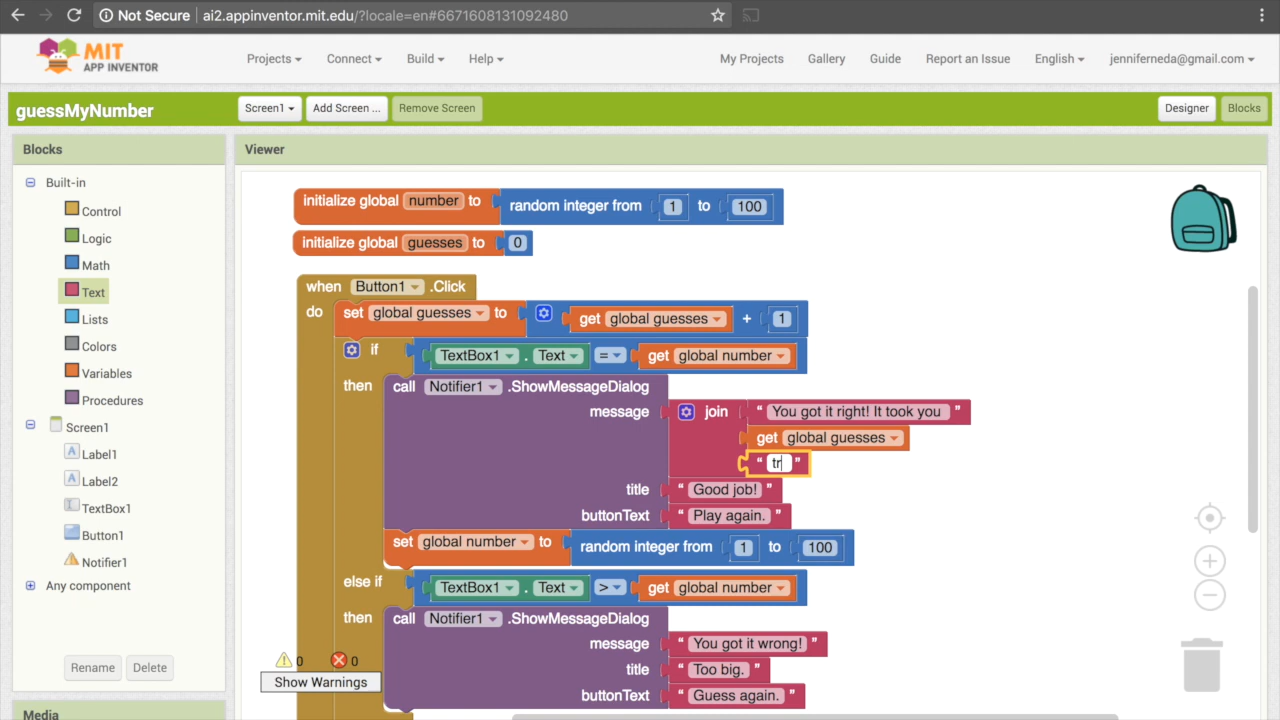 Not Secure | ai2.appinventor.mit.edu/?locale=en#6671608131092480
MIT APP INVENTOR
Projects Connect Build Help My Projects Gallery Guide Report an Issue English jenniferneda@gmail.com
guessMyNumber Screen1 Add Screen ... Remove Screen Designer Blocks
Blocks
Viewer
Built-in
Control
Logic
Math
Text
Lists
Colors
Variables
Procedures
Screen1
Label1
Label2
TextBox1
Button1
Notifier1
Any component
Rename Delete
Media
initialize global number to random integer from 1 to 100
initialize global guesses to 0
when Button1 .Click
do set global guesses to get global guesses + 1
if TextBox1 . Text = get global number
then call Notifier1 .ShowMessageDialog
message join " You got it right! It took you "
get global guesses
" tr "
title " Good job! "
buttonText " Play again. "
set global number to random integer from 1 to 100
else if TextBox1 . Text > get global number
then call Notifier1 .ShowMessageDialog
message " You got it wrong! "
title " Too big. "
buttonText " Guess again. "
0 0
Show Warnings